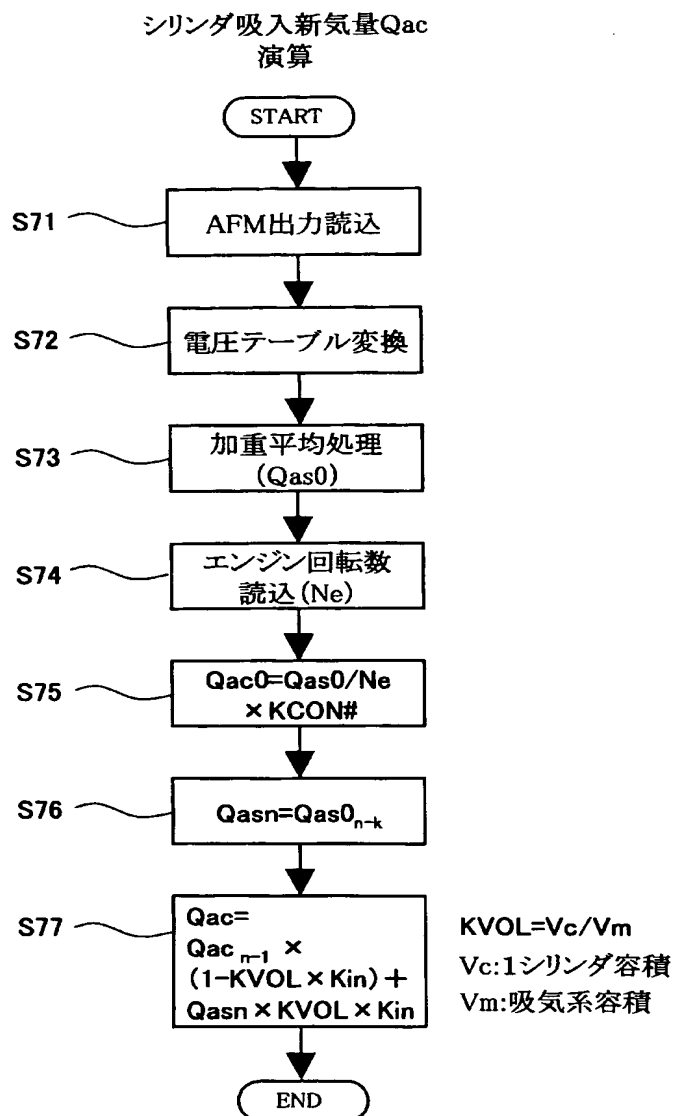 シリンダ吸入新気量Qac
演算
START
S71
AFM出力読込
S72
電圧テーブル変換
S73
加重平均処理
(Qas0)
S74
エンジン回転数
読込(Ne)
S75
Qac0=Qas0/Ne
×KCON#
S76
Qasn=Qas0n-k
S77
Qac=
Qac n-1 ×
(1-KVOL×Kin)+
Qasn×KVOL×Kin
KVOL=Vc/Vm
Vc:1シリンダ容積
Vm:吸気系容積
END